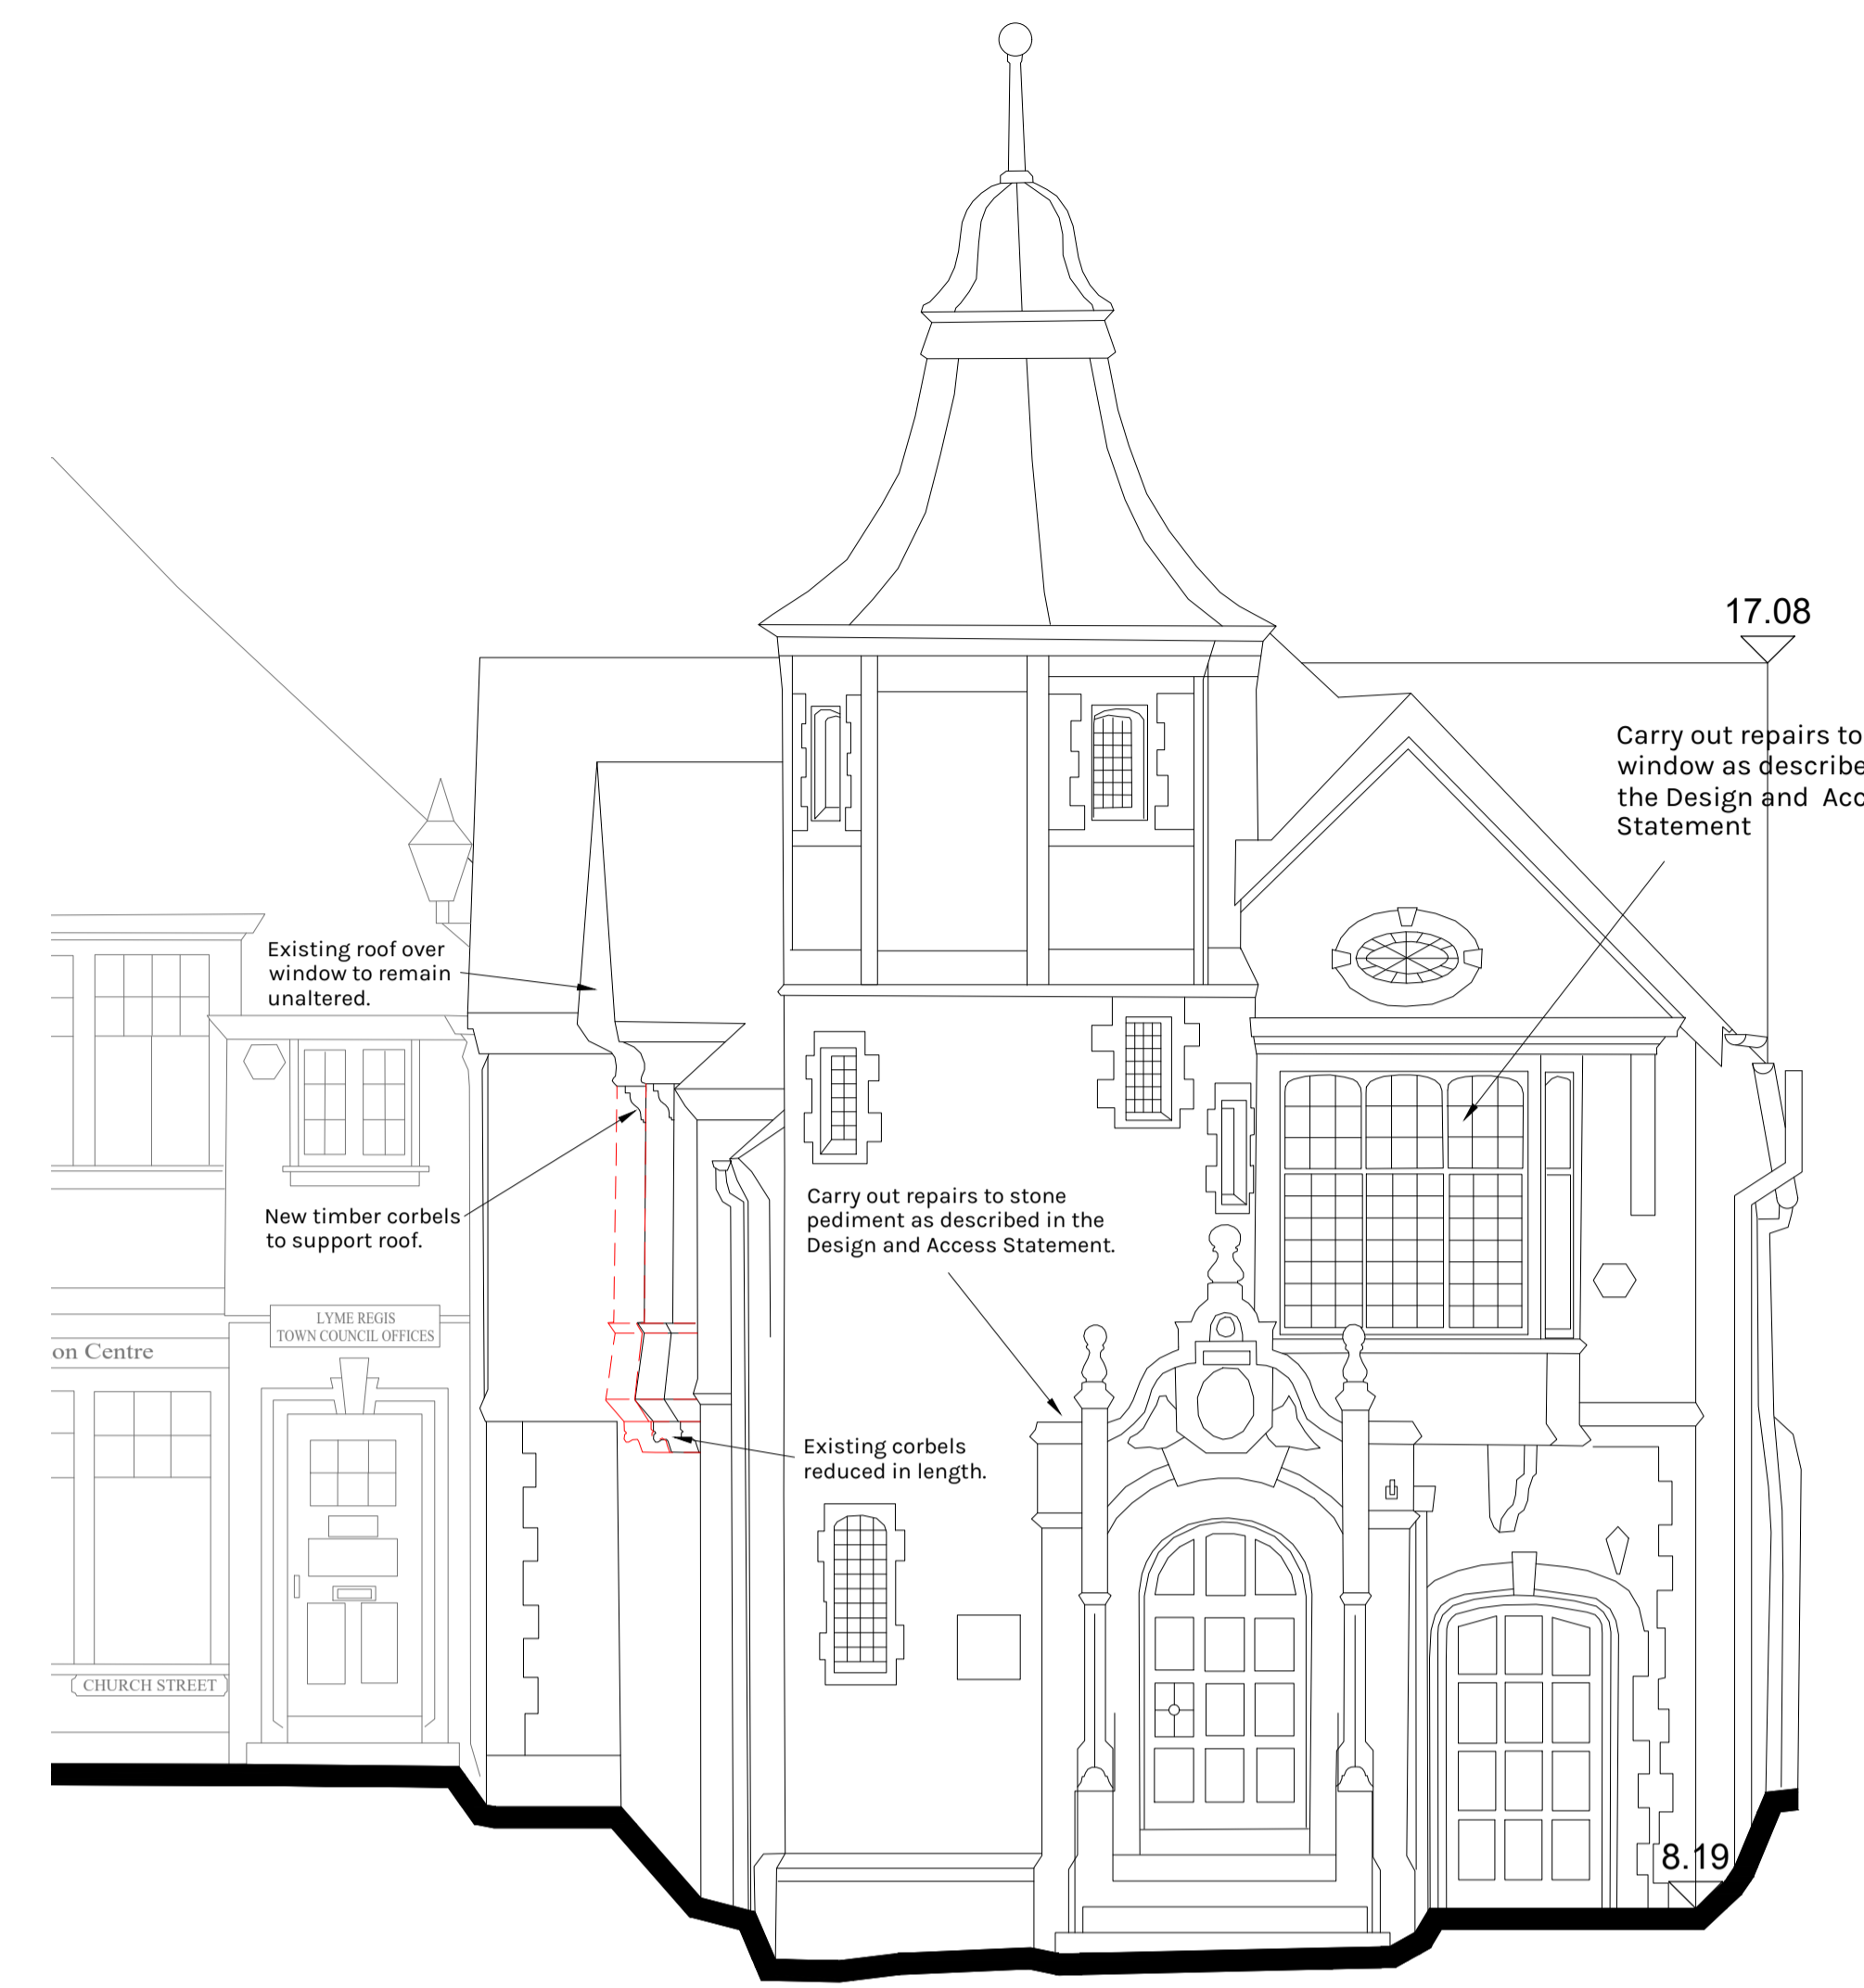 17.08
Carry out repairs to
window as describe
the Design and Acc
Statement
Existing roof over
window to remain
unaltered.
New timber corbels
to support roof.
Carry out repairs to stone
pediment as described in the
Design and Access Statement.
LYME REGIS
TOWN COUNCIL OFFICES
on Centre
Existing corbels
reduced in length.
CHURCH STREET
8.19